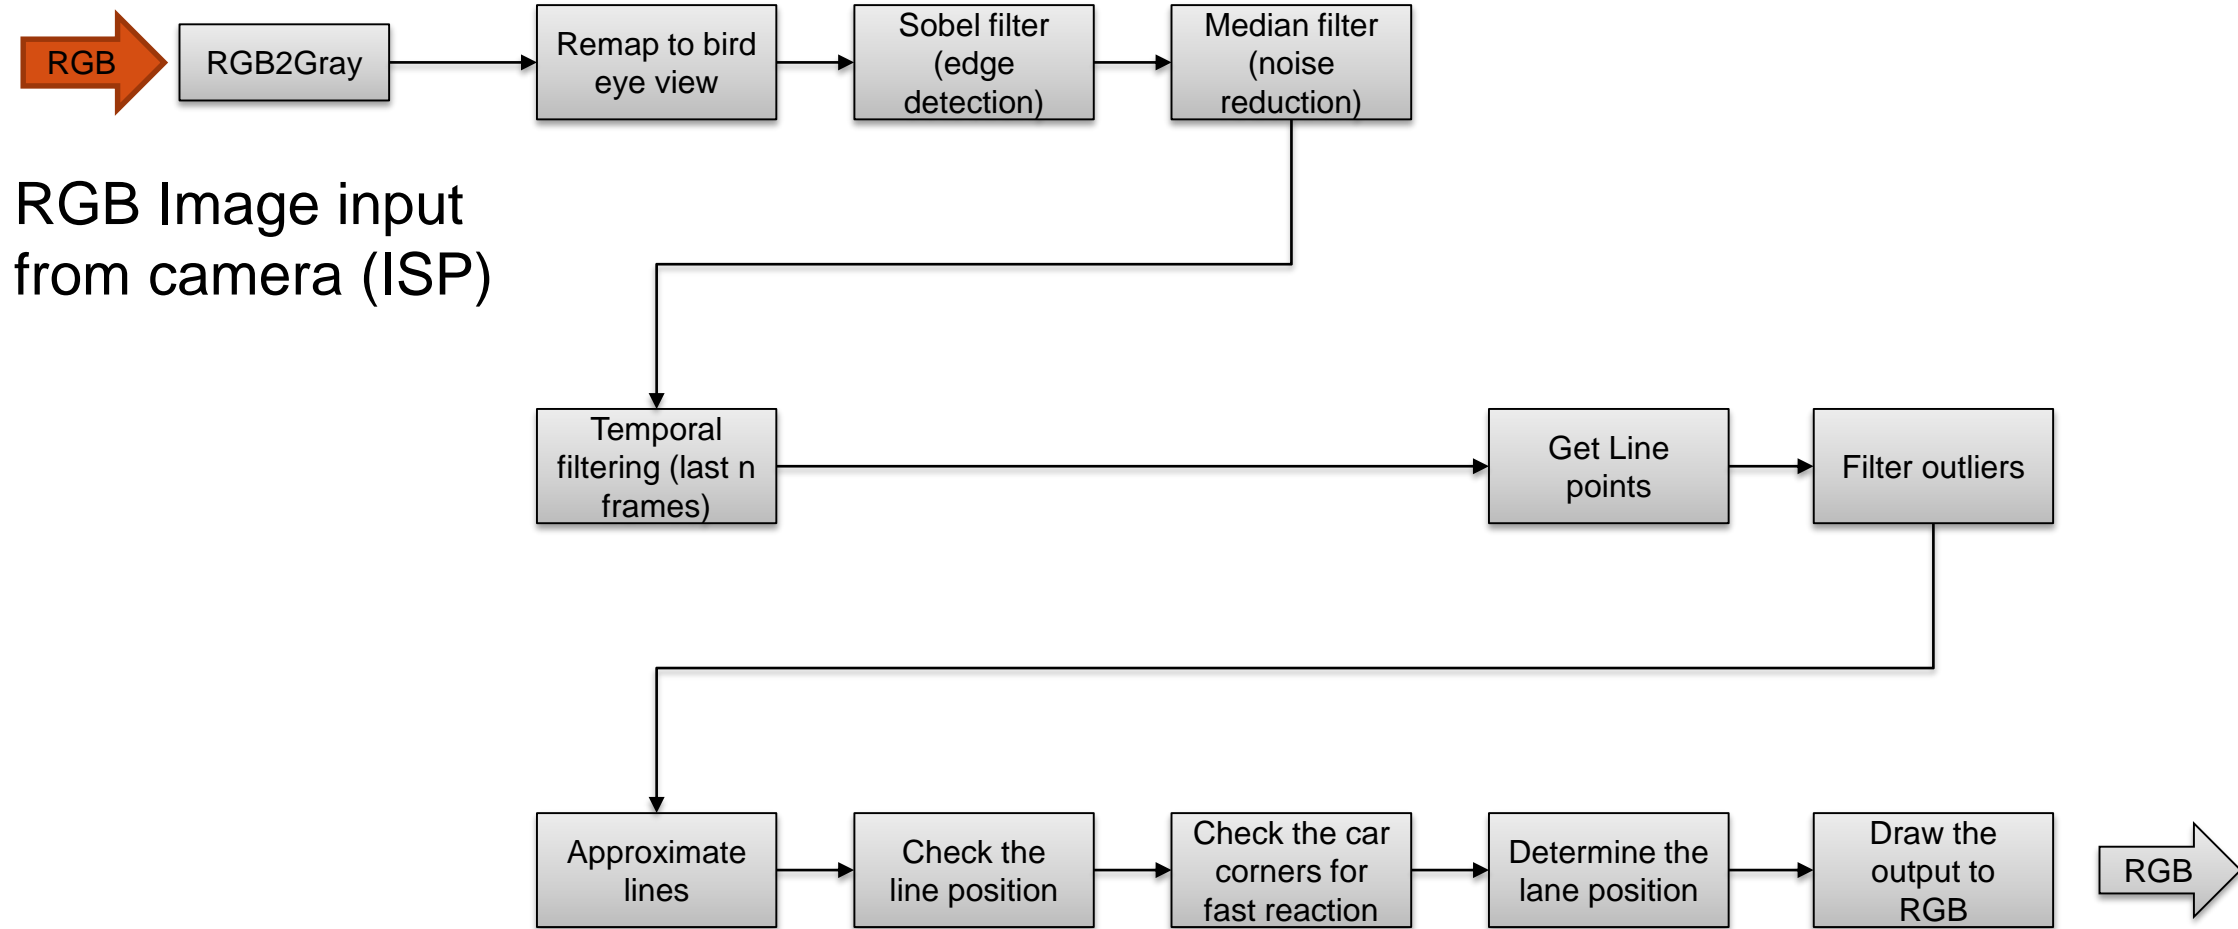 RGB
RGB2Gray
Remap to bird
eye view
Sobel filter
(edge
detection)
Median filter
(noise
reduction)
RGB Image input
from camera (ISP)
Temporal
filtering (last n
frames)
Get Line
points
Filter outliers
Approximate
lines
Check the
line position
Check the car
corners for
fast reaction
Determine the
lane position
Draw the
output to
RGB
RGB